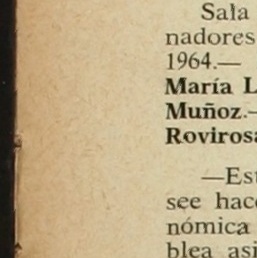 Sala
nadores
1964.—
María L
Muñoz.—
Rovirosa
—Est
see hace
nómica
blea asi